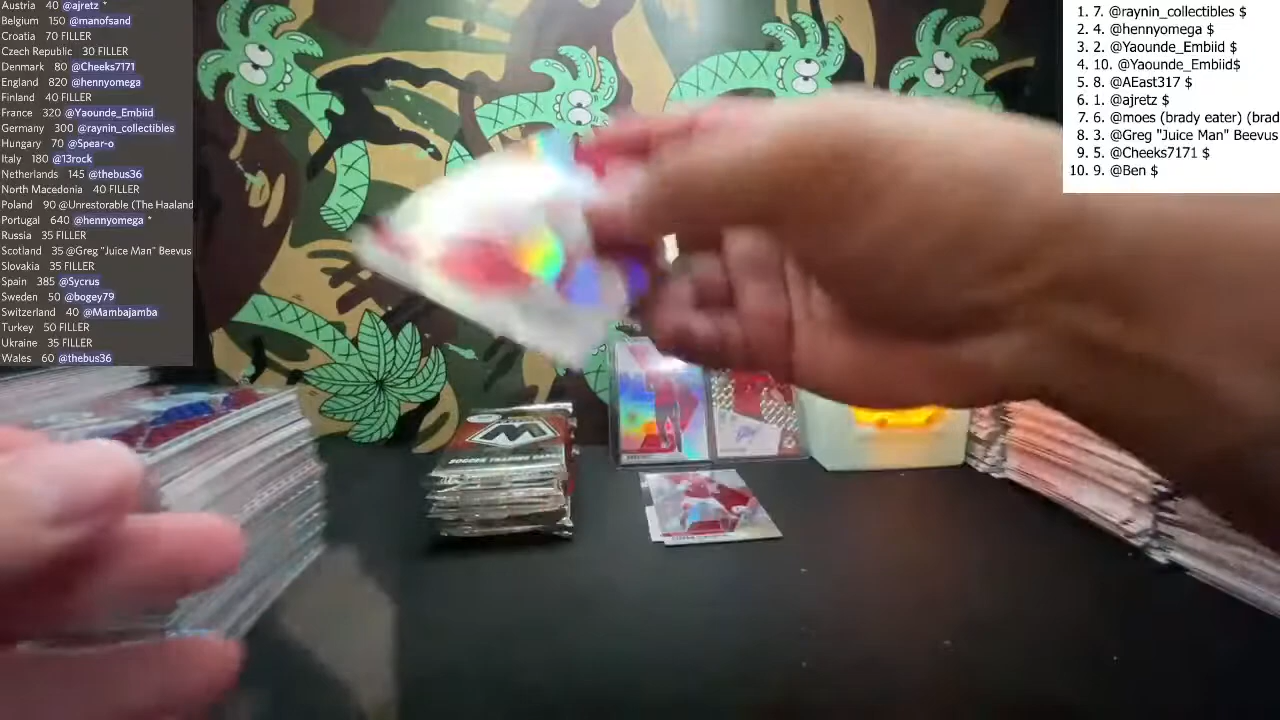 Austria 40 @ajretz *
Belgium 150 @manofsand
Croatia 70 FILLER
Czech Republic 30 FILLER
Denmark 80 @Cheeks7171
England 820 @hennyomega
Finland 40 FILLER
France 320 @Yaounde_Embiid
Germany 300 @raynin_collectibles
Hungary 70 @Spear-o
Italy 180 @13rock
Netherlands 145 @thebus36
North Macedonia 40 FILLER
Poland 90 @Unrestorable (The Haaland
Portugal 640 @hennyomega *
Russia 35 FILLER
Scotland 35 @Greg "Juice Man" Beevus
Slovakia 35 FILLER
Spain 385 @Sycrus
Sweden 50 @bogey79
Switzerland 40 @Mambajamba
Turkey 50 FILLER
Ukraine 35 FILLER
Wales 60 @thebus36
1. 7. @raynin_collectibles $
2. 4. @hennyomega $
3. 2. @Yaounde_Embiid $
4. 10. @Yaounde_Embiid$
5. 8. @AEast317 $
6. 1. @ajretz $
7. 6. @moes (brady eater) (brad
8. 3. @Greg "Juice Man" Beevus
9. 5. @Cheeks7171 $
10. 9. @Ben $